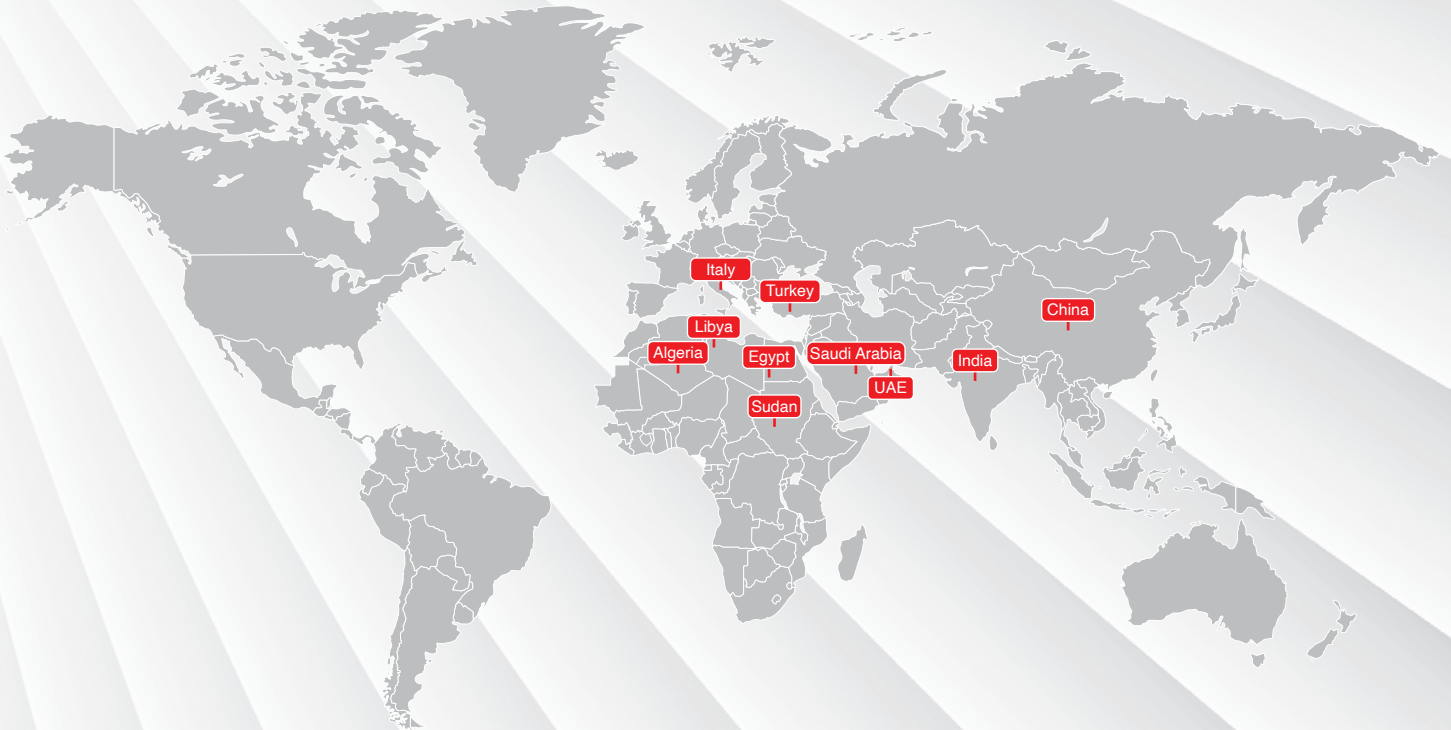 Italy
Turkey
China
Libya
Algeria
Egypt
Saudi Arabia
India
UAE
Sudan